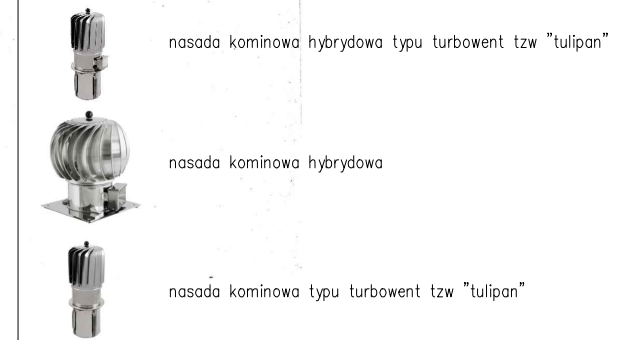 nasada kominowa hybrydowa typu turbowent tzw "tulipan"
nasada kominowa hybrydowa
nasada kominowa typu turbowent tzw "tulipan"